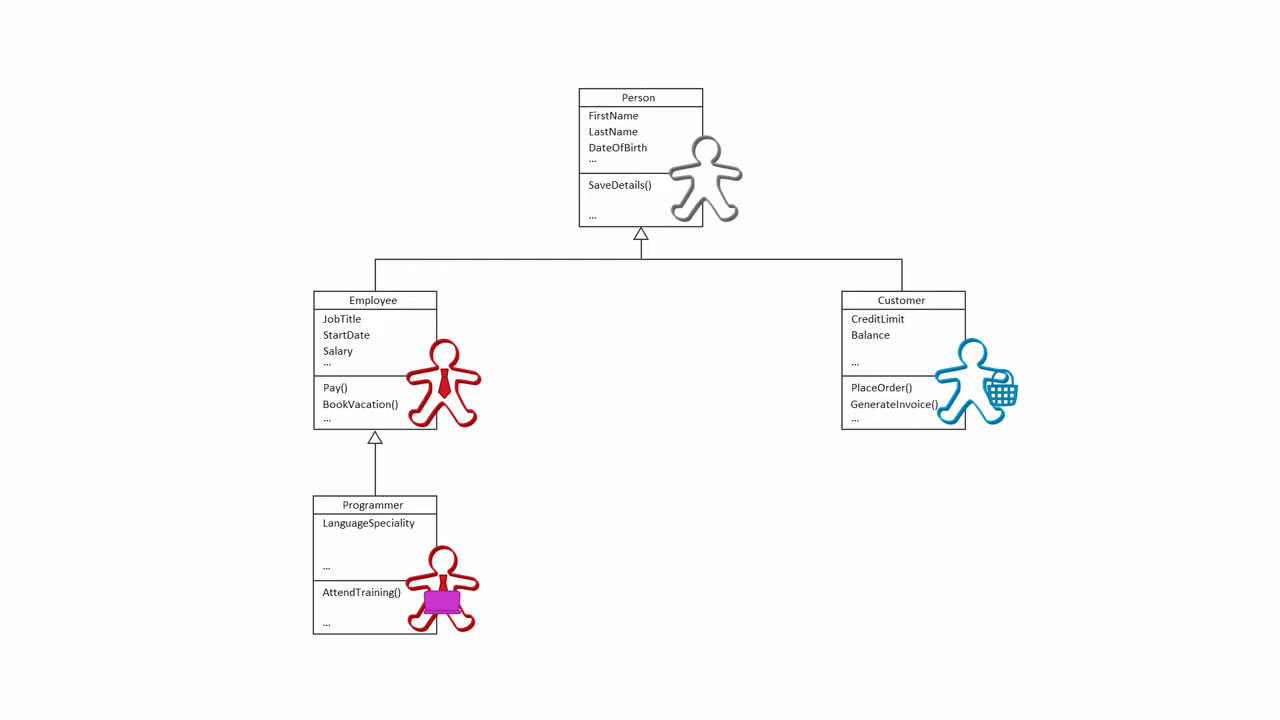 Person
FirstName
LastName
DateOfBirth
...
SaveDetails()
...
Employee
JobTitle
StartDate
Salary
...
Pay()
BookVacation()
...
Customer
CreditLimit
Balance
...
PlaceOrder()
GenerateInvoice()
...
Programmer
LanguageSpeciality
...
AttendTraining()
...